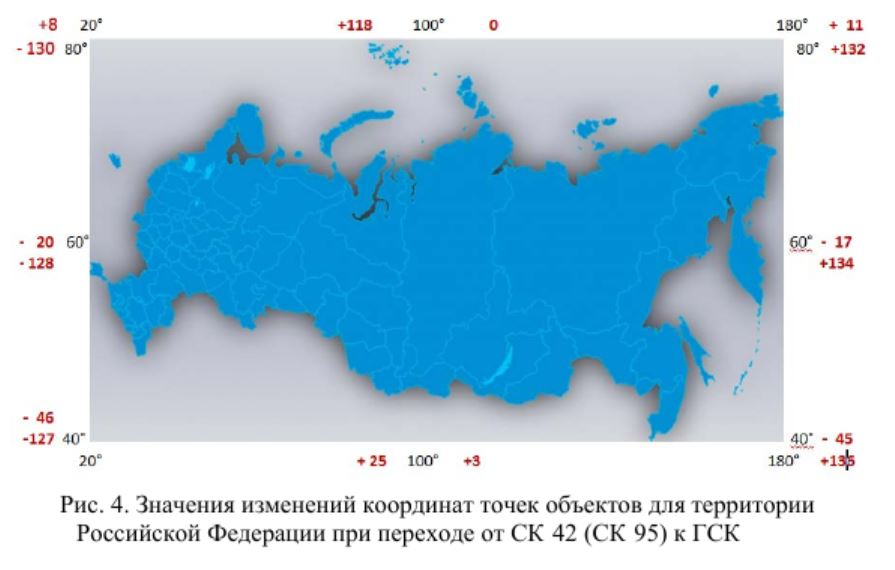 +8 20° +118 100° 0 180° + 11
- 130 80° 80° +132
- 20 60° 60° - 17
- 128 +134
- 46
-127 40° 40° - 45
20° + 25 100° +3 180°
Рис. 4. Значения изменений координат точек объектов для территории
Российской Федерации при переходе от СК 42 (СК 95) к ГСК